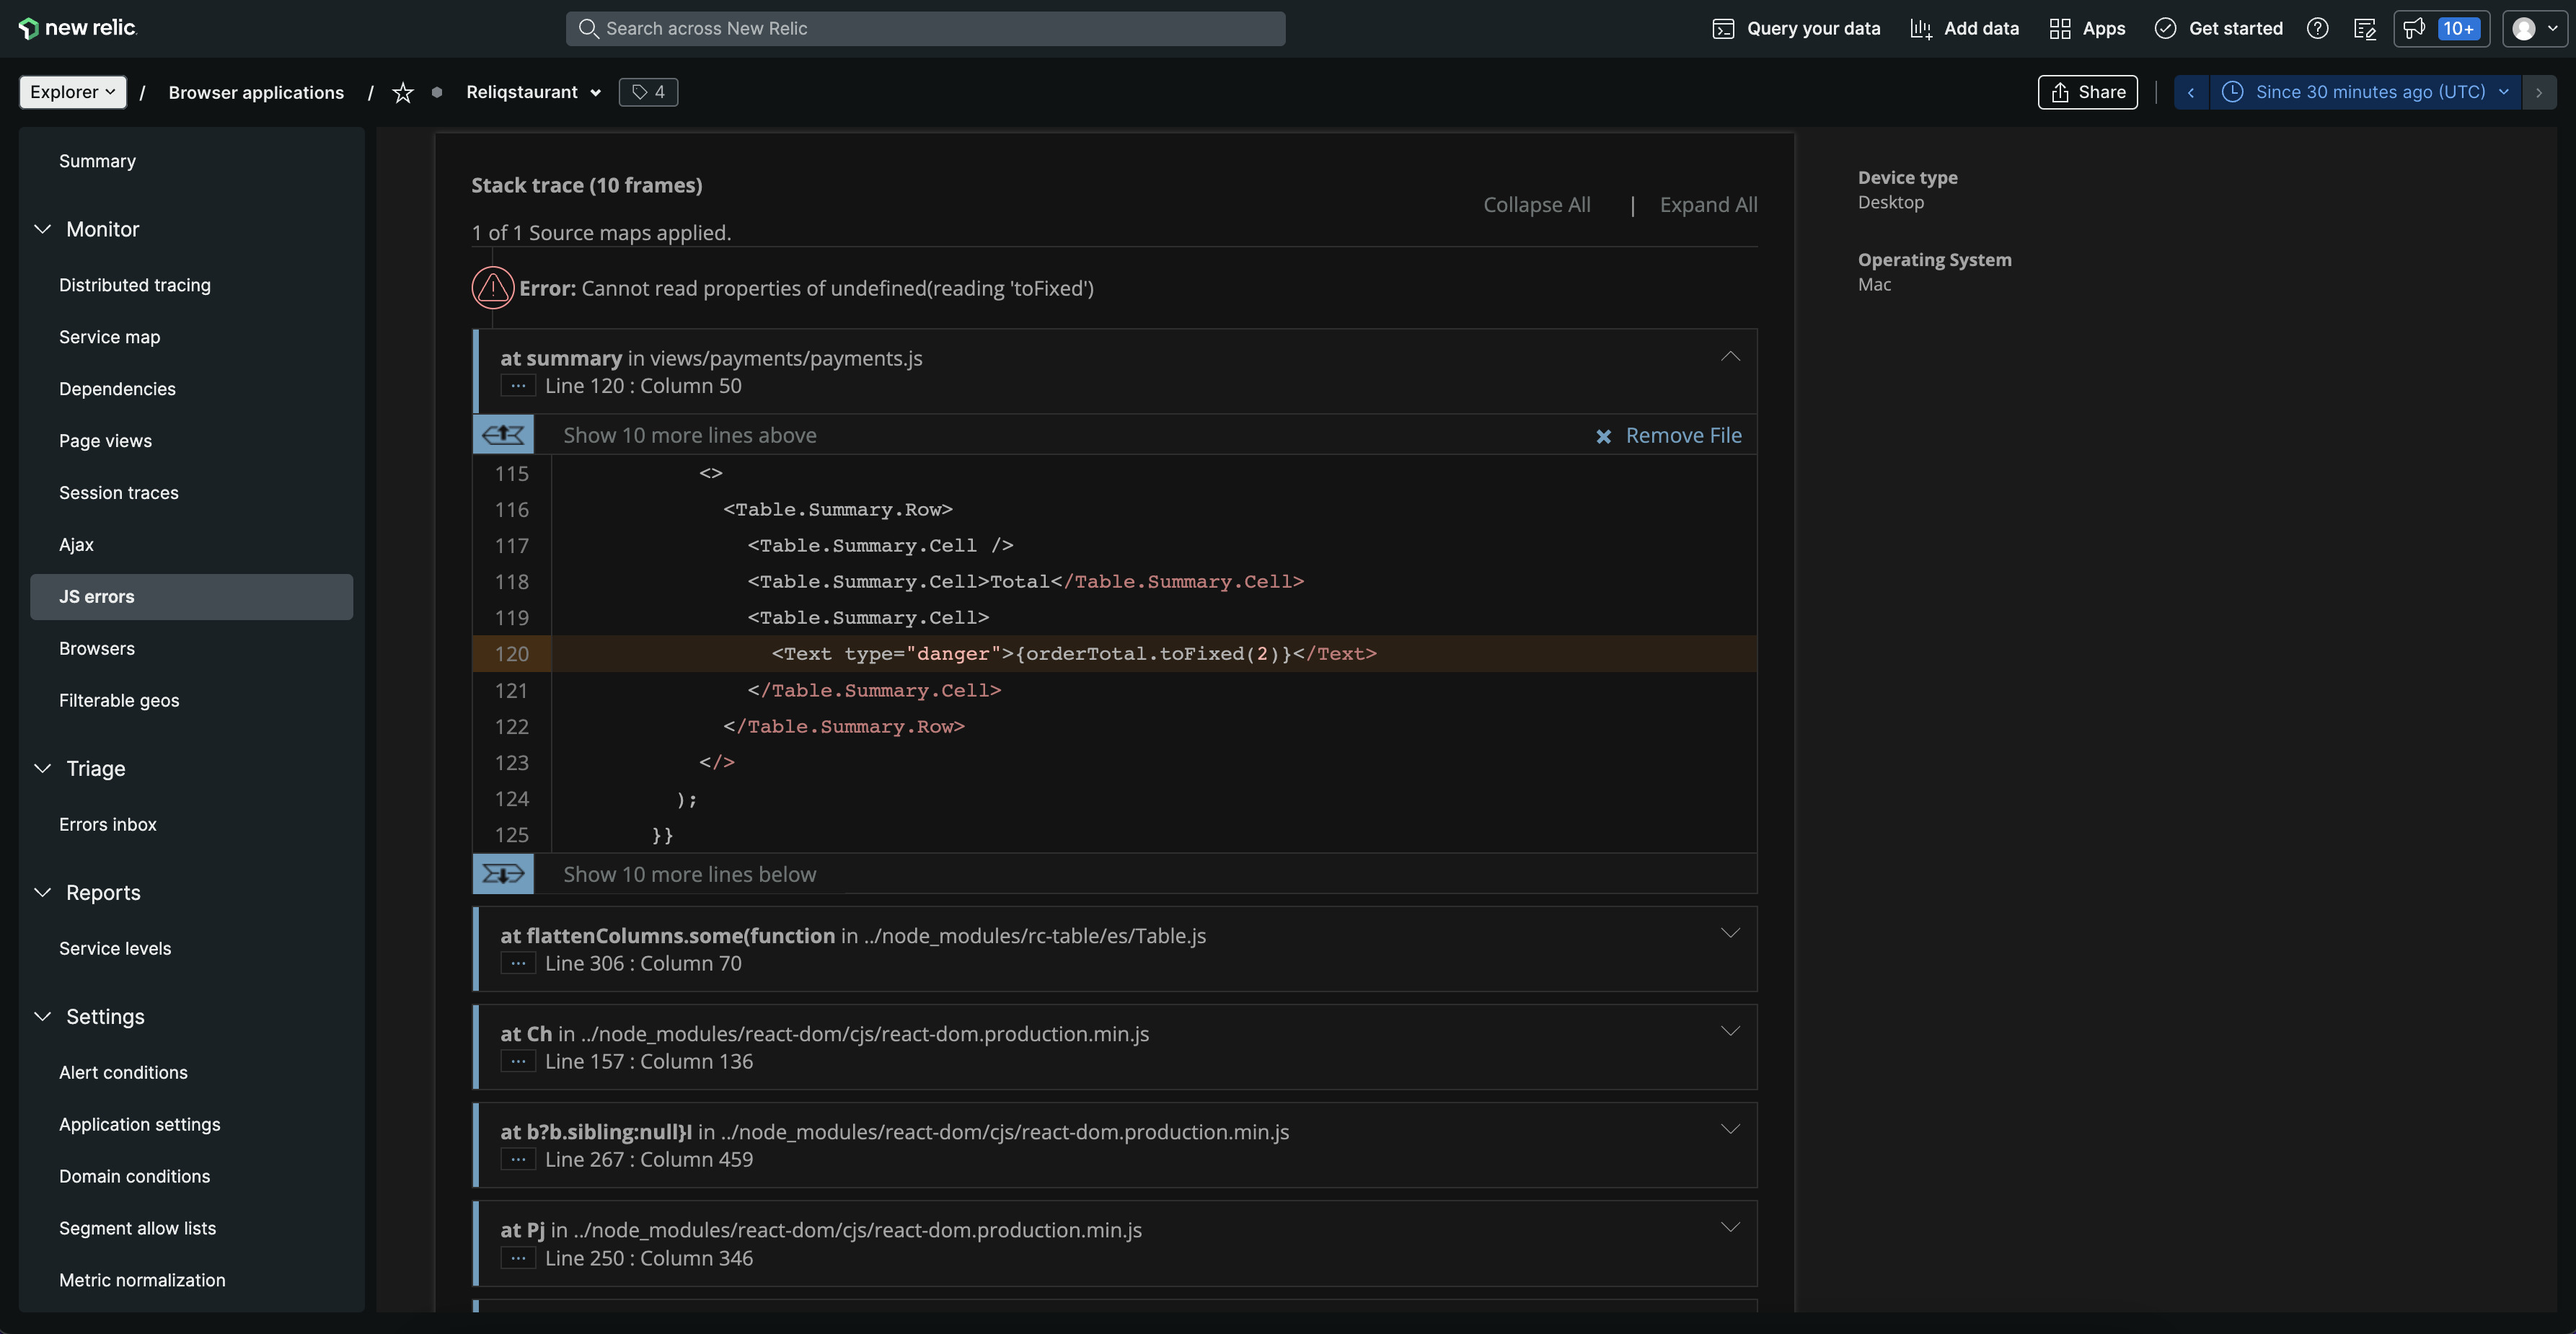 new relic.
Search across New Relic
Query your data
Add data
Apps
Get started
10+
Explorer
/
Browser applications
/
Reliqstaurant
4
Share
Since 30 minutes ago (UTC)
Summary
Monitor
Distributed tracing
Service map
Dependencies
Page views
Session traces
Ajax
JS errors
Browsers
Filterable geos
Triage
Errors inbox
Reports
Service levels
Settings
Alert conditions
Application settings
Domain conditions
Segment allow lists
Metric normalization
Stack trace (10 frames)
Collapse All | Expand All
1 of 1 Source maps applied.
Error: Cannot read properties of undefined(reading 'toFixed')
at summary in views/payments/payments.js
... Line 120 : Column 50
Show 10 more lines above
Remove File
115 <>
116 <Table.Summary.Row>
117 <Table.Summary.Cell />
118 <Table.Summary.Cell>Total</Table.Summary.Cell>
119 <Table.Summary.Cell>
120 <Text type="danger">{orderTotal.toFixed(2)}</Text>
121 </Table.Summary.Cell>
122 </Table.Summary.Row>
123 </>
124 );
125 }}
Show 10 more lines below
at flattenColumns.some(function in ../node_modules/rc-table/es/Table.js
... Line 306 : Column 70
at Ch in ../node_modules/react-dom/cjs/react-dom.production.min.js
... Line 157 : Column 136
at b?b.sibling:null}I in ../node_modules/react-dom/cjs/react-dom.production.min.js
... Line 267 : Column 459
at Pj in ../node_modules/react-dom/cjs/react-dom.production.min.js
... Line 250 : Column 346
Device type
Desktop
Operating System
Mac